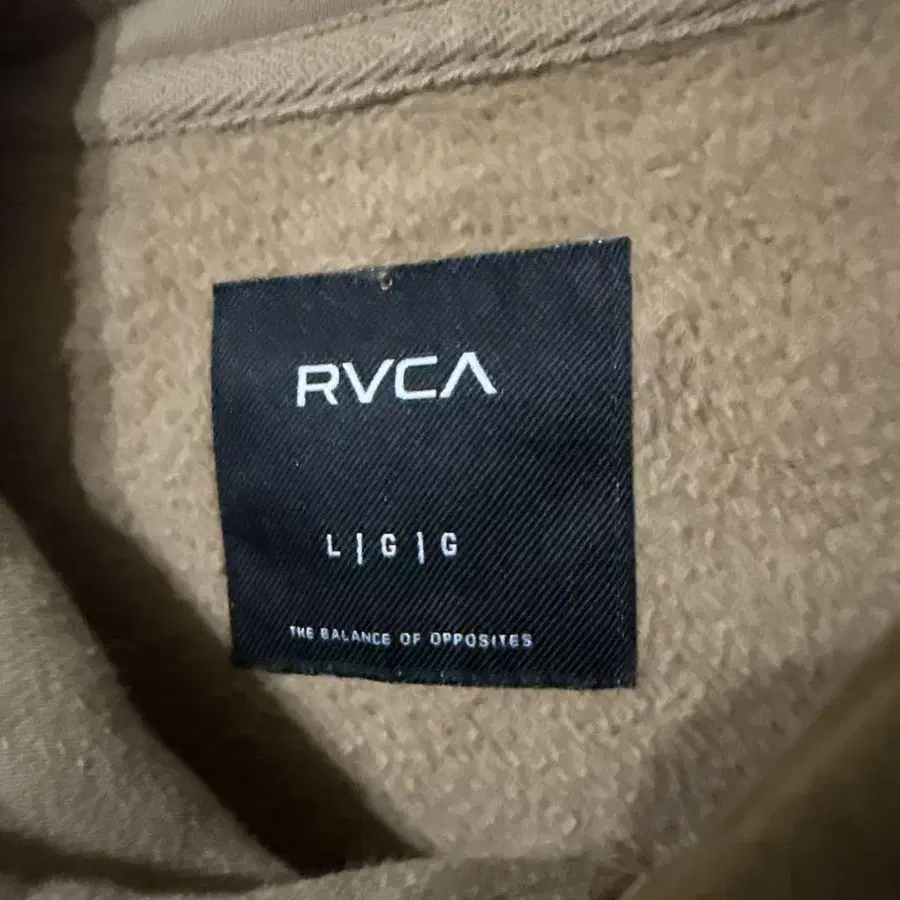 RVCA
L|G|G
THE BALANCE OF OPPOSITES